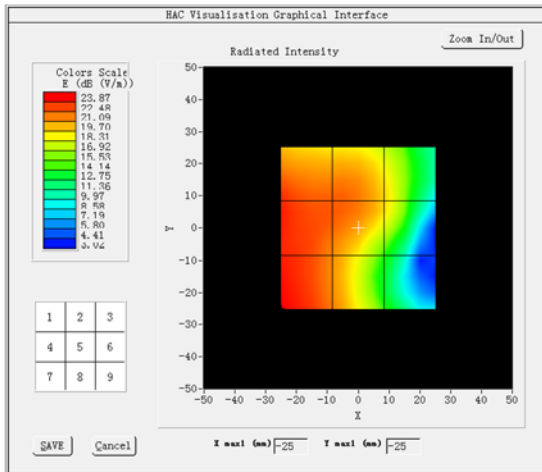 HAC Visualisation Graphical Interface
Zoom In/Out
Radiated Intensity
Colors Scale
E (dB (V/m))
23.87
22.48
21.09
19.70
18.31
16.92
15.53
14.14
12.75
11.36
9.97
8.58
7.19
5.80
4.41
3.02
50
40
30
20
10
0
-10
-20
-30
-40
-50
Y
-50 -40 -30 -20 -10 0 10 20 30 40 50
X
1 2 3
4 5 6
7 8 9
SAVE Cancel
X max1 (mm) -25 Y max1 (mm) -25